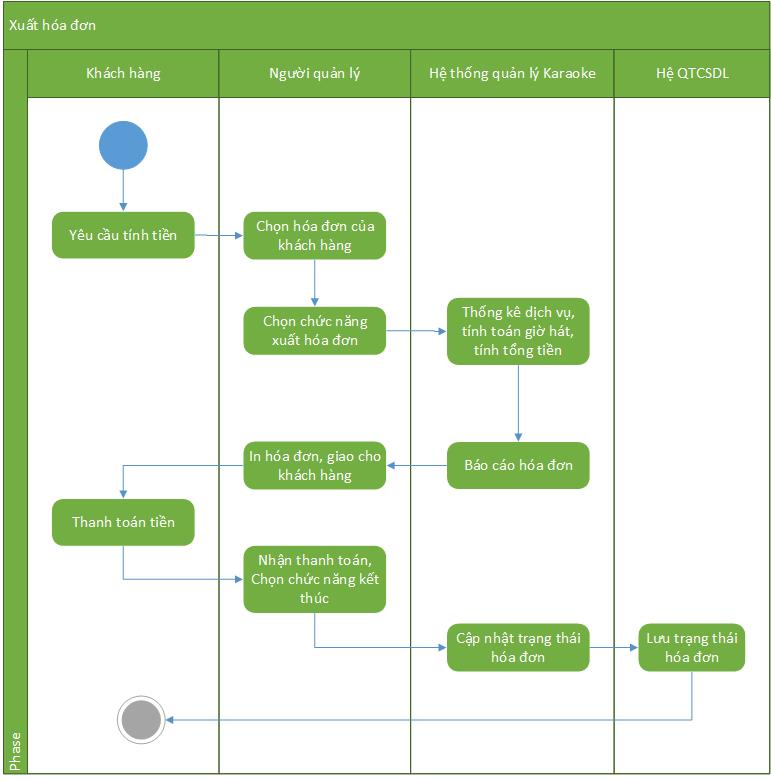 Xuất hóa đơn
Khách hàng
Người quản lý
Hệ thống quản lý Karaoke
Hệ QTCSDL
Yêu cầu tính tiền
Chọn hóa đơn của
khách hàng
Chọn chức năng
xuất hóa đơn
Thống kê dịch vụ,
tính toán giờ hát,
tính tổng tiền
In hóa đơn, giao cho
khách hàng
Báo cáo hóa đơn
Thanh toán tiền
Nhận thanh toán,
Chọn chức năng kết
thúc
Cập nhật trạng thái
hóa đơn
Lưu trạng thái
hóa đơn
Phase